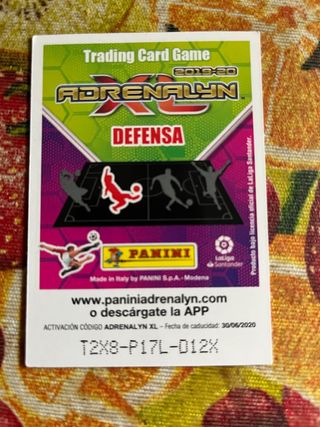 Trading Card Game
2019-20
ADRENALYN XL™
DEFENSA
PANINI
LaLiga
Santander
Made in Italy by PANINI S.p.A. - Modena
Producto bajo licencia oficial de LaLiga Santander.
www.paniniadrenalyn.com
o descárgate la APP
ACTIVACIÓN CÓDIGO ADRENALYN XL – Fecha de caducidad: 30/06/2020
T2X8-P17L-D12X